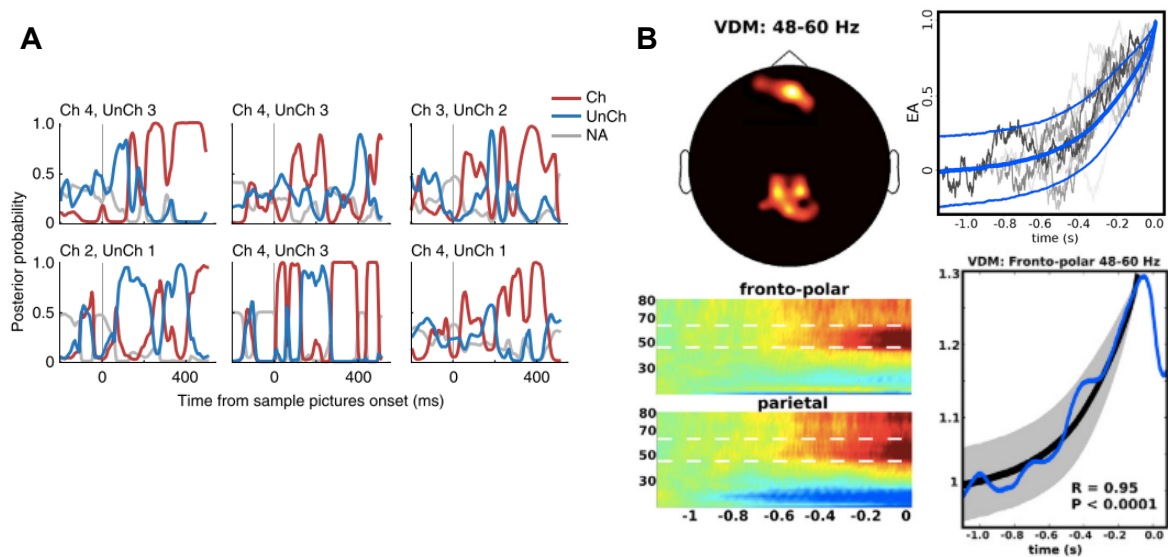 A
Ch 4, UnCh 3
Ch 4, UnCh 3
Ch 3, UnCh 2
Ch
UnCh
NA
1.0
0.5
0
Ch 2, UnCh 1
Ch 4, UnCh 3
Ch 4, UnCh 1
1.0
0.5
0
Posterior probability
0 400
0 400
0 400
Time from sample pictures onset (ms)
B
VDM: 48-60 Hz
fronto-polar
80
70
50
30
parietal
80
70
50
30
-1 -0.8 -0.6 -0.4 -0.2 0
1.0
0.5
0
EA
-1.0 -0.8 -0.6 -0.4 -0.2 0.0
time (s)
VDM: Fronto-polar 48-60 Hz
1.3
1.2
1.1
1
R = 0.95
P < 0.0001
-1.0 -0.8 -0.6 -0.4 -0.2 0.0
time (s)